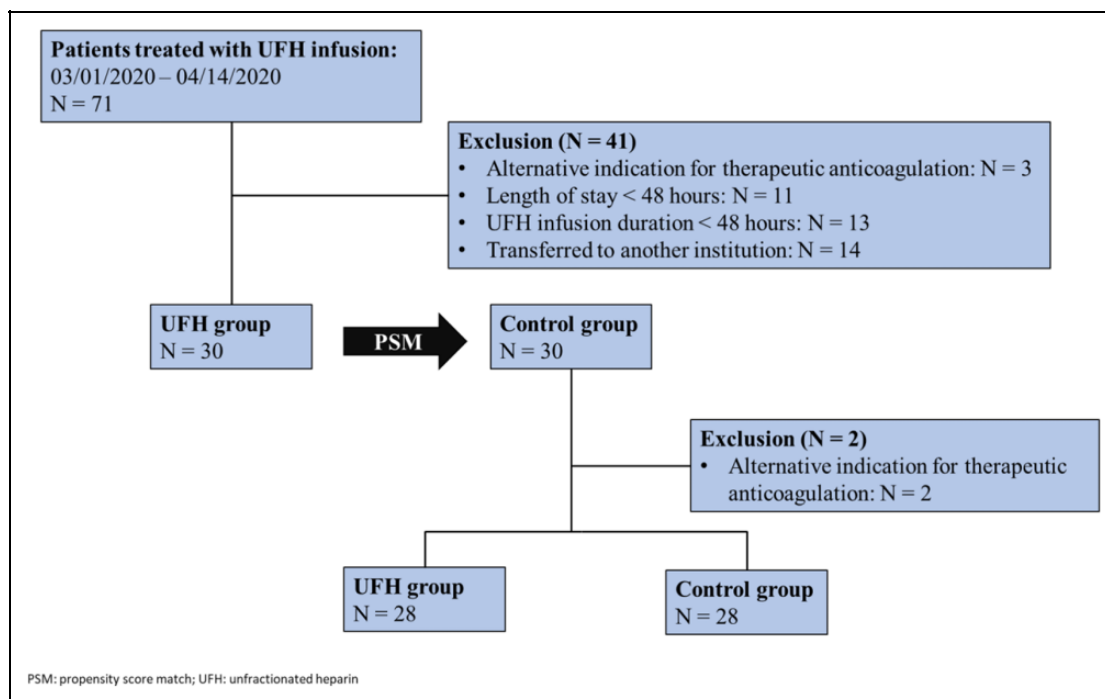 Patients treated with UFH infusion:
03/01/2020 – 04/14/2020
N = 71
Exclusion (N = 41)
• Alternative indication for therapeutic anticoagulation: N = 3
• Length of stay < 48 hours: N = 11
• UFH infusion duration < 48 hours: N = 13
• Transferred to another institution: N = 14
UFH group
N = 30
PSM
Control group
N = 30
Exclusion (N = 2)
• Alternative indication for therapeutic
anticoagulation: N = 2
UFH group
N = 28
Control group
N = 28
PSM: propensity score match; UFH: unfractionated heparin